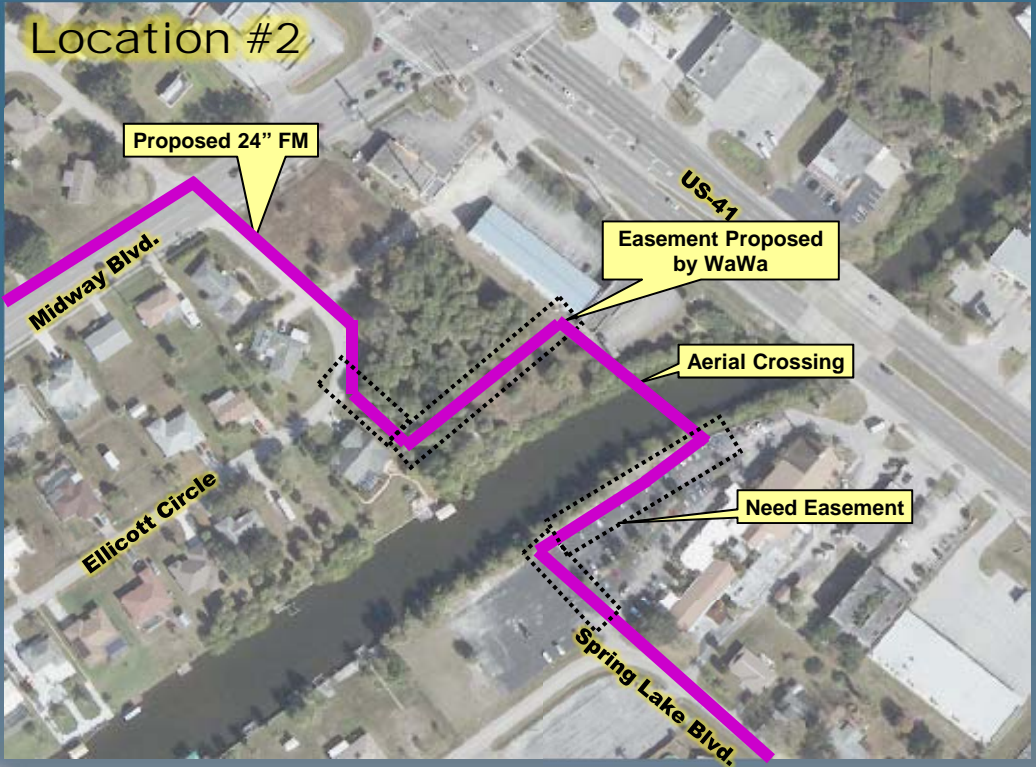 Location #2
Proposed 24” FM
US-41
Easement Proposed
by WaWa
Midway Blvd.
Aerial Crossing
Ellicott Circle
Need Easement
Spring Lake Blvd.